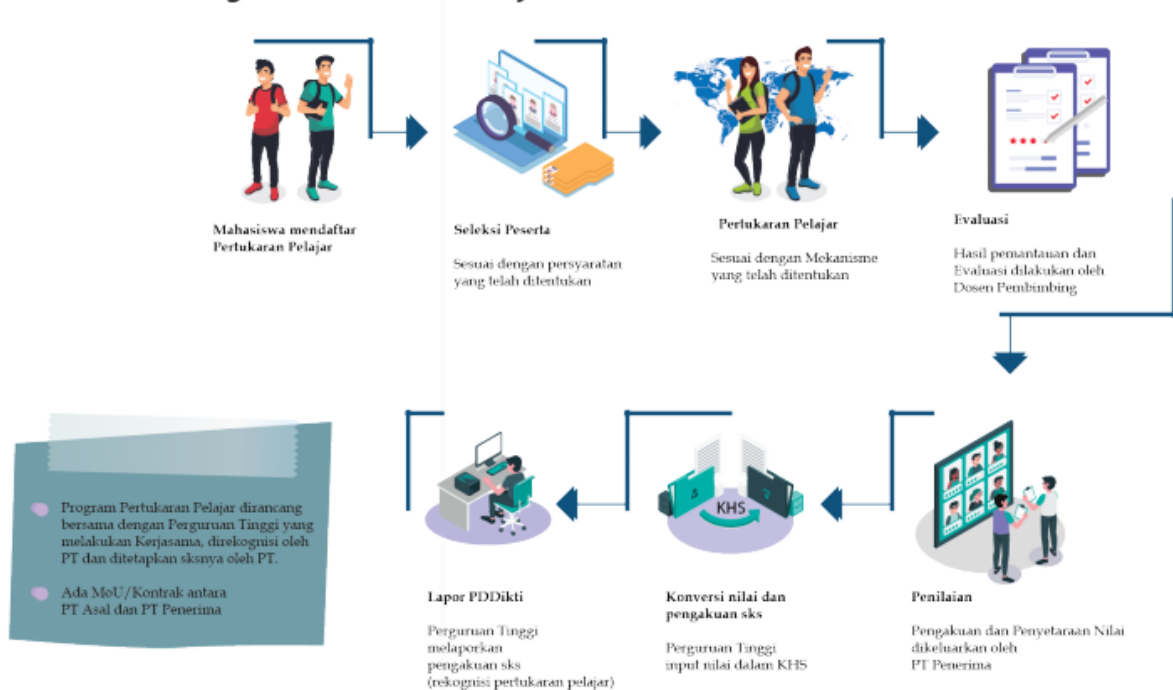 Mahasiswa mendaftar
Pertukaran Pelajar
Seleksi Peserta
Sesuai dengan persyaratan
yang telah ditentukan
Pertukaran Pelajar
Sesuai dengan Mekanisme
yang telah ditentukan
Evaluasi
Hasil pemantauan dan
Evaluasi dilakukan oleh
Dosen Pembimbing
Penilaian
Pengakuan dan Penyetaraan Nilai
dikeluarkan oleh
PT Penerima
KHS
Konversi nilai dan
pengakuan sks
Perguruan Tinggi
input nilai dalam KHS
Lapor PDDikti
Perguruan Tinggi
melaporkan
pengakuan sks
(rekognisi pertukaran pelajar)
Program Pertukaran Pelajar dirancang
bersama dengan Perguruan Tinggi yang
melakukan Kerjasama, direkognisi oleh
PT dan ditetapkan sksnya oleh PT.
Ada MoU/Kontrak antara
PT Asal dan PT Penerima